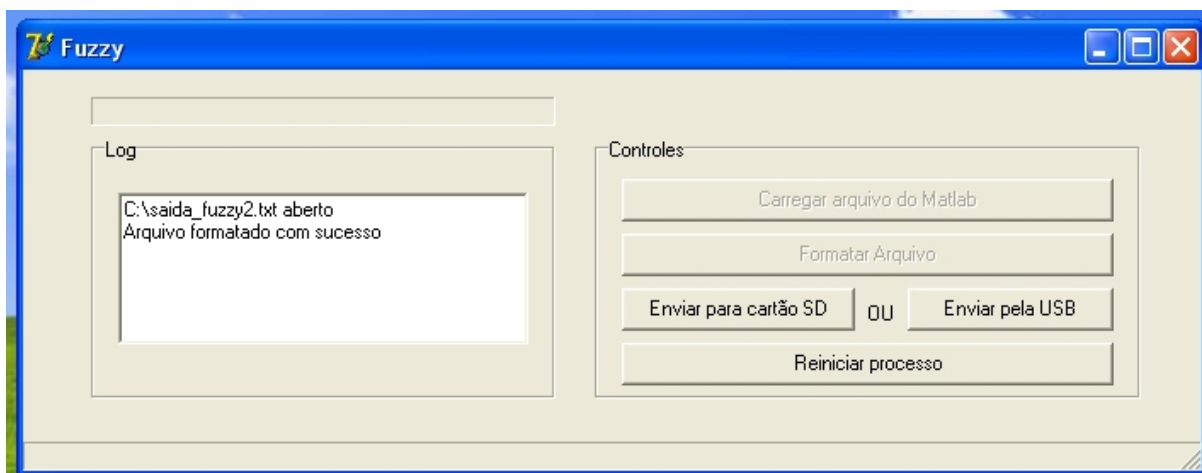 Fuzzy
Log
C:\saida_fuzzy2.txt aberto
Arquivo formatado com sucesso
Controles
Carregar arquivo do Matlab
Formatar Arquivo
Enviar para cartão SD
OU
Enviar pela USB
Reiniciar processo